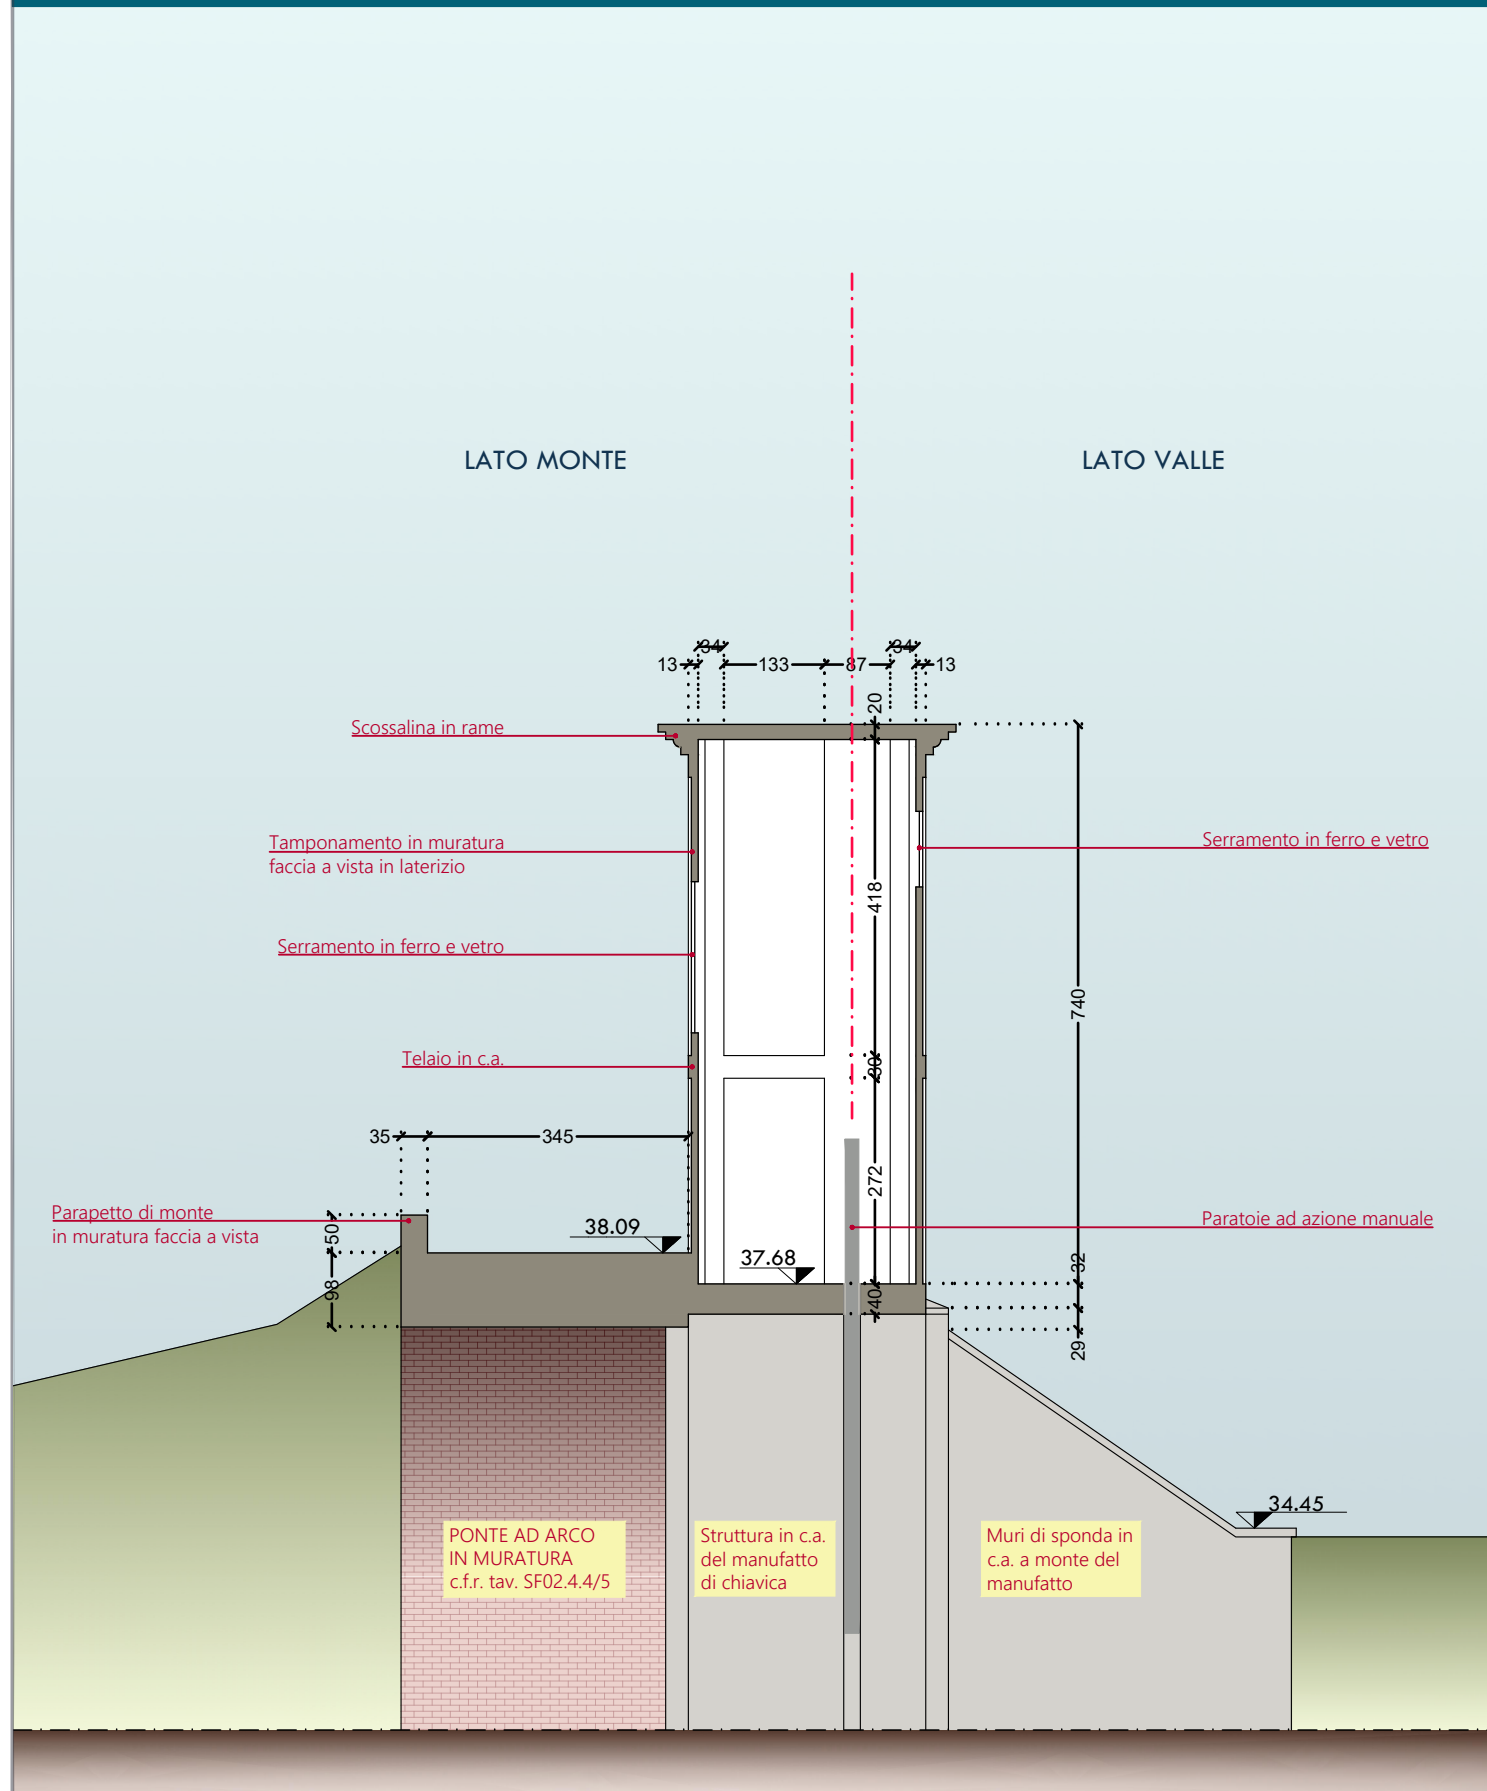 LATO MONTE
LATO VALLE
34
34
13
133
87
13
20
Scossalina in rame
Tamponamento in muratura
faccia a vista in laterizio
Serramento in ferro e vetro
418
Serramento in ferro e vetro
740
Telaio in c.a.
30
35
345
272
Parapetto di monte
in muratura faccia a vista
50
38.09
Paratoie ad azione manuale
37.68
32
98
40
29
34.45
PONTE AD ARCO
IN MURATURA
c.f.r. tav. SF02.4.4/5
Struttura in c.a.
del manufatto
di chiavica
Muri di sponda in
c.a. a monte del
manufatto